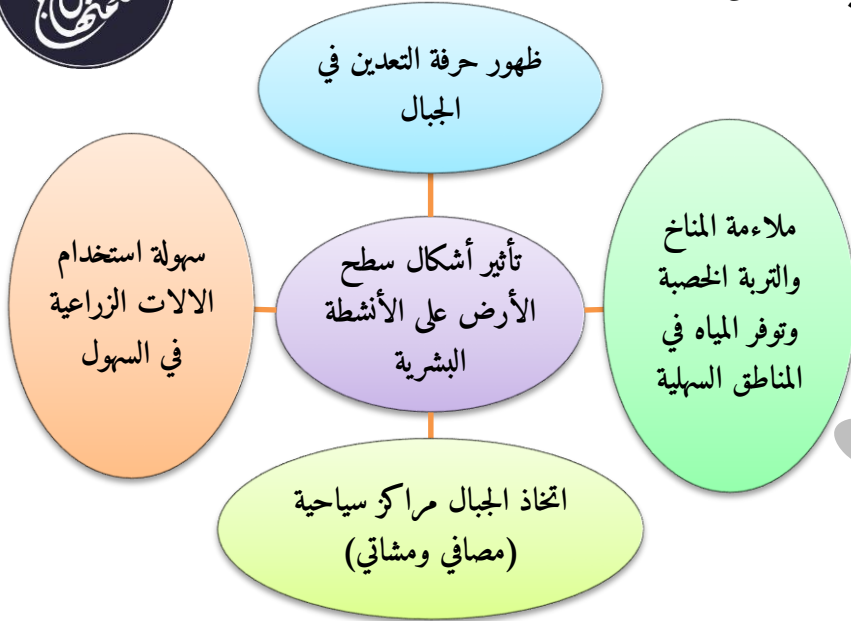 ظهور حرفة التعدين في
الجبال
ملاءمة المناخ
والتربة الخصبة
وتوفر المياه في
المناطق السهلية
تأثير أشكال سطح
الأرض على الأنشطة
البشرية
سهولة استخدام
الالات الزراعية
في السهول
اتخاذ الجبال مراكز سياحية
(مصافي ومشاتي)